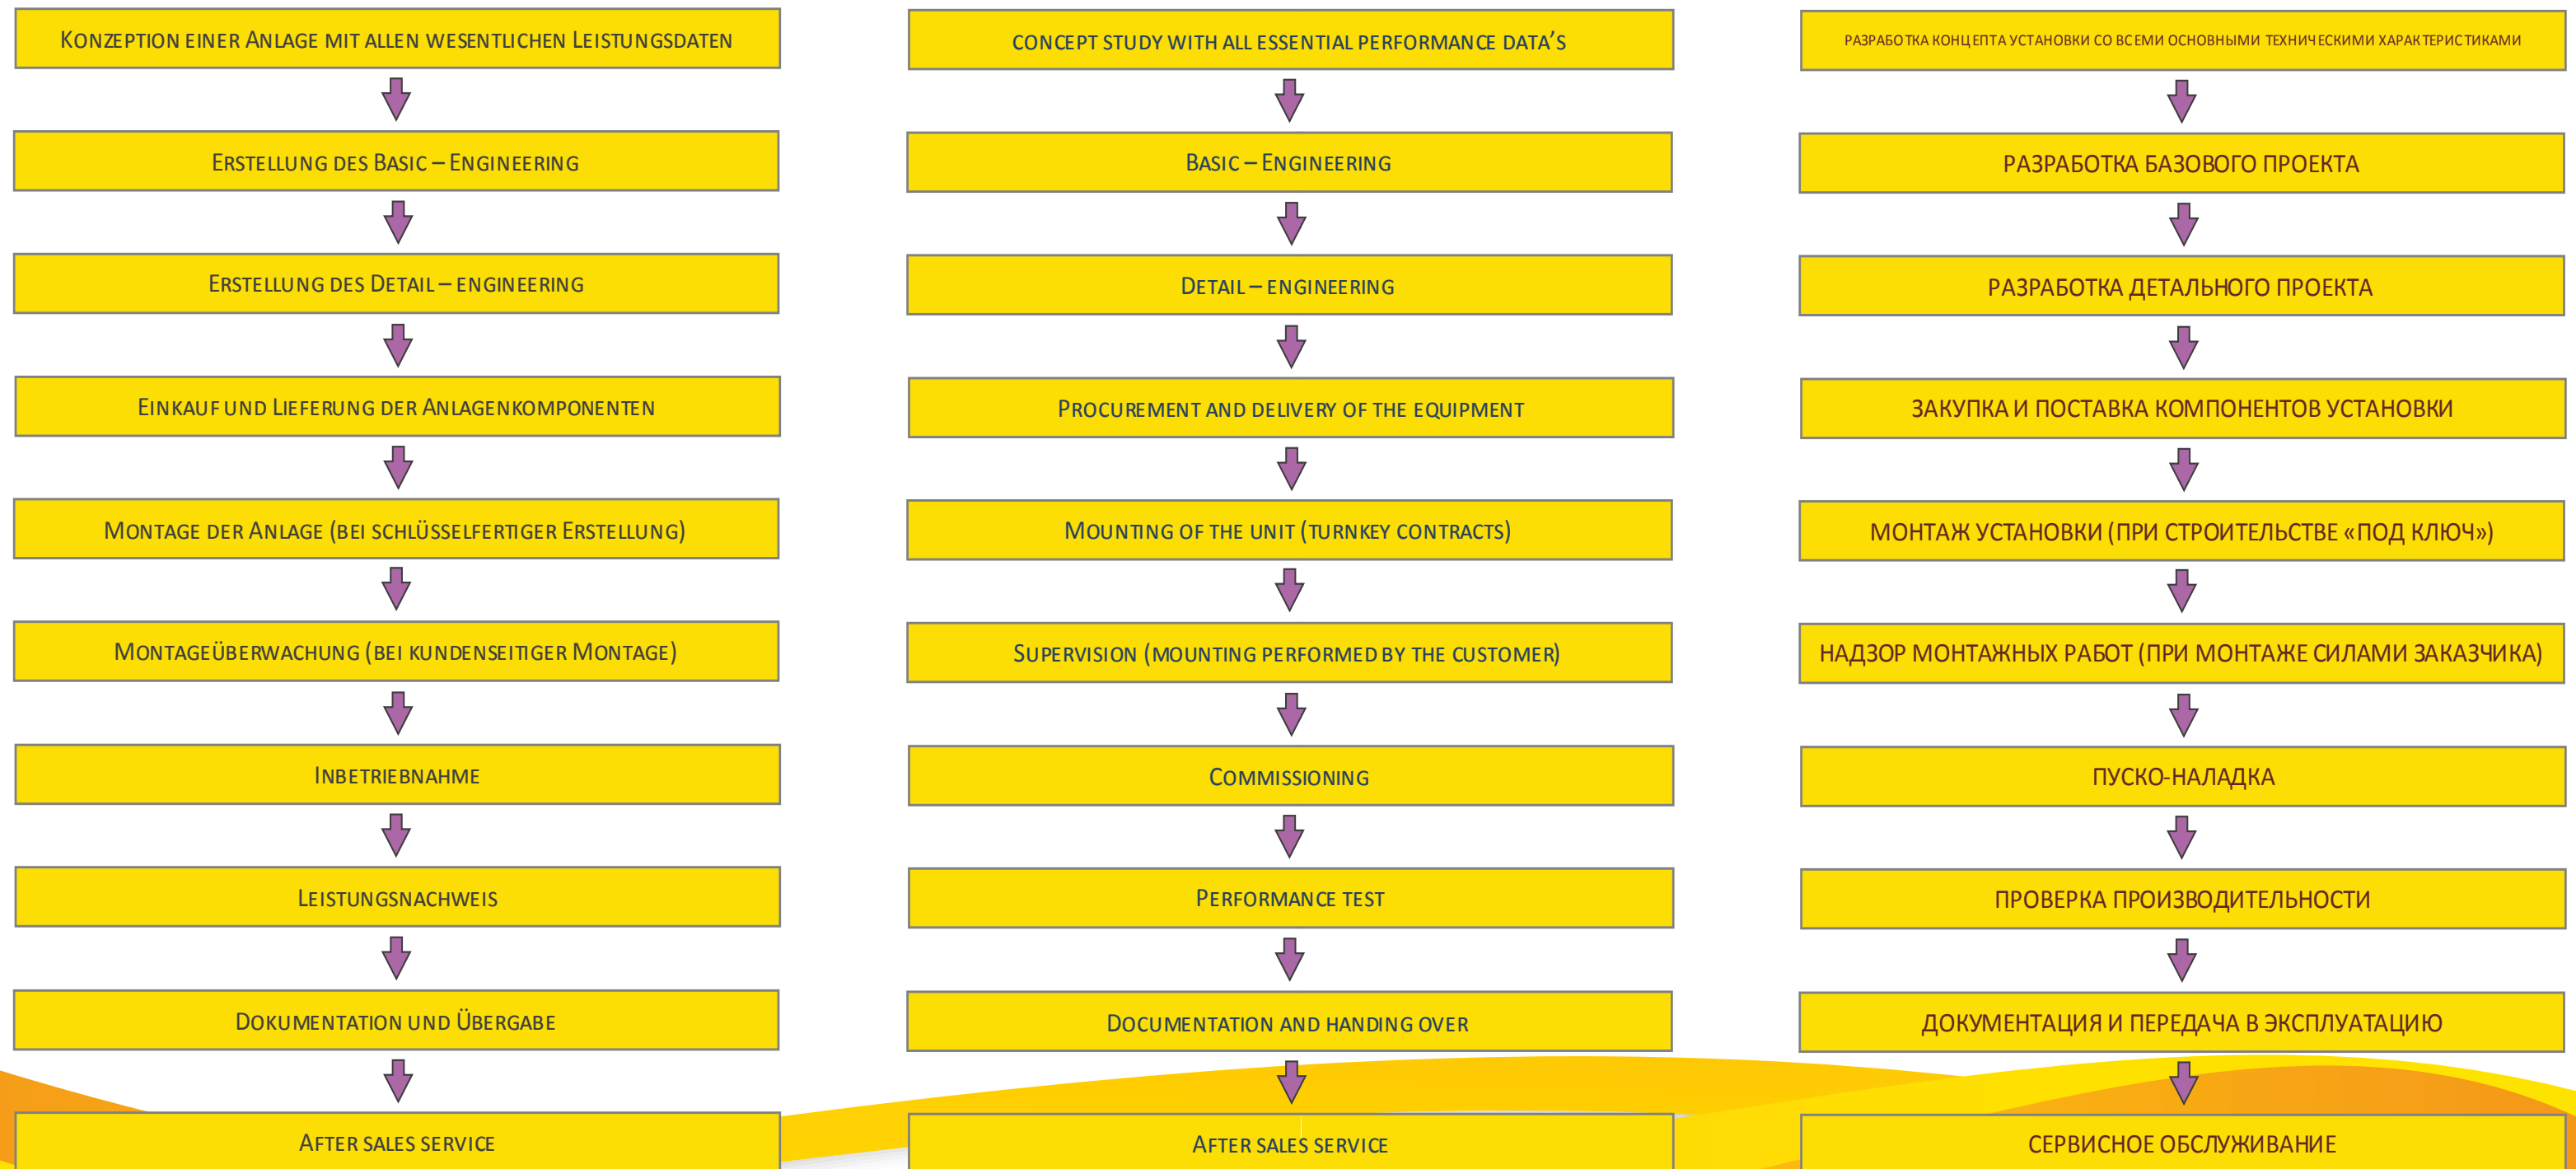 Konzeption einer Anlage mit allen wesentlichen Leistungsdaten
Erstellung des Basic – Engineering
Erstellung des Detail – engineering
Einkauf und Lieferung der Anlagenkomponenten
Montage der Anlage (bei schlüsselfertiger Erstellung)
Montageüberwachung (bei kundenseitiger Montage)
Inbetriebnahme
Leistungsnachweis
Dokumentation und Übergabe
After sales service
concept study with all essential performance data’s
Basic – Engineering
Detail – engineering
Procurement and delivery of the equipment
Mounting of the unit (turnkey contracts)
Supervision (mounting performed by the customer)
Commissioning
Performance test
Documentation and handing over
After sales service
РАЗРАБОТКА КОНЦЕПТА УСТАНОВКИ СО ВСЕМИ ОСНОВНЫМИ ТЕХНИЧЕСКИМИ ХАРАКТЕРИСТИКАМИ
РАЗРАБОТКА БАЗОВОГО ПРОЕКТА
РАЗРАБОТКА ДЕТАЛЬНОГО ПРОЕКТА
ЗАКУПКА И ПОСТАВКА КОМПОНЕНТОВ УСТАНОВКИ
МОНТАЖ УСТАНОВКИ (ПРИ СТРОИТЕЛЬСТВЕ «ПОД КЛЮЧ»)
НАДЗОР МОНТАЖНЫХ РАБОТ (ПРИ МОНТАЖЕ СИЛАМИ ЗАКАЗЧИКА)
ПУСКО-НАЛАДКА
ПРОВЕРКА ПРОИЗВОДИТЕЛЬНОСТИ
ДОКУМЕНТАЦИЯ И ПЕРЕДАЧА В ЭКСПЛУАТАЦИЮ
СЕРВИСНОЕ ОБСЛУЖИВАНИЕ